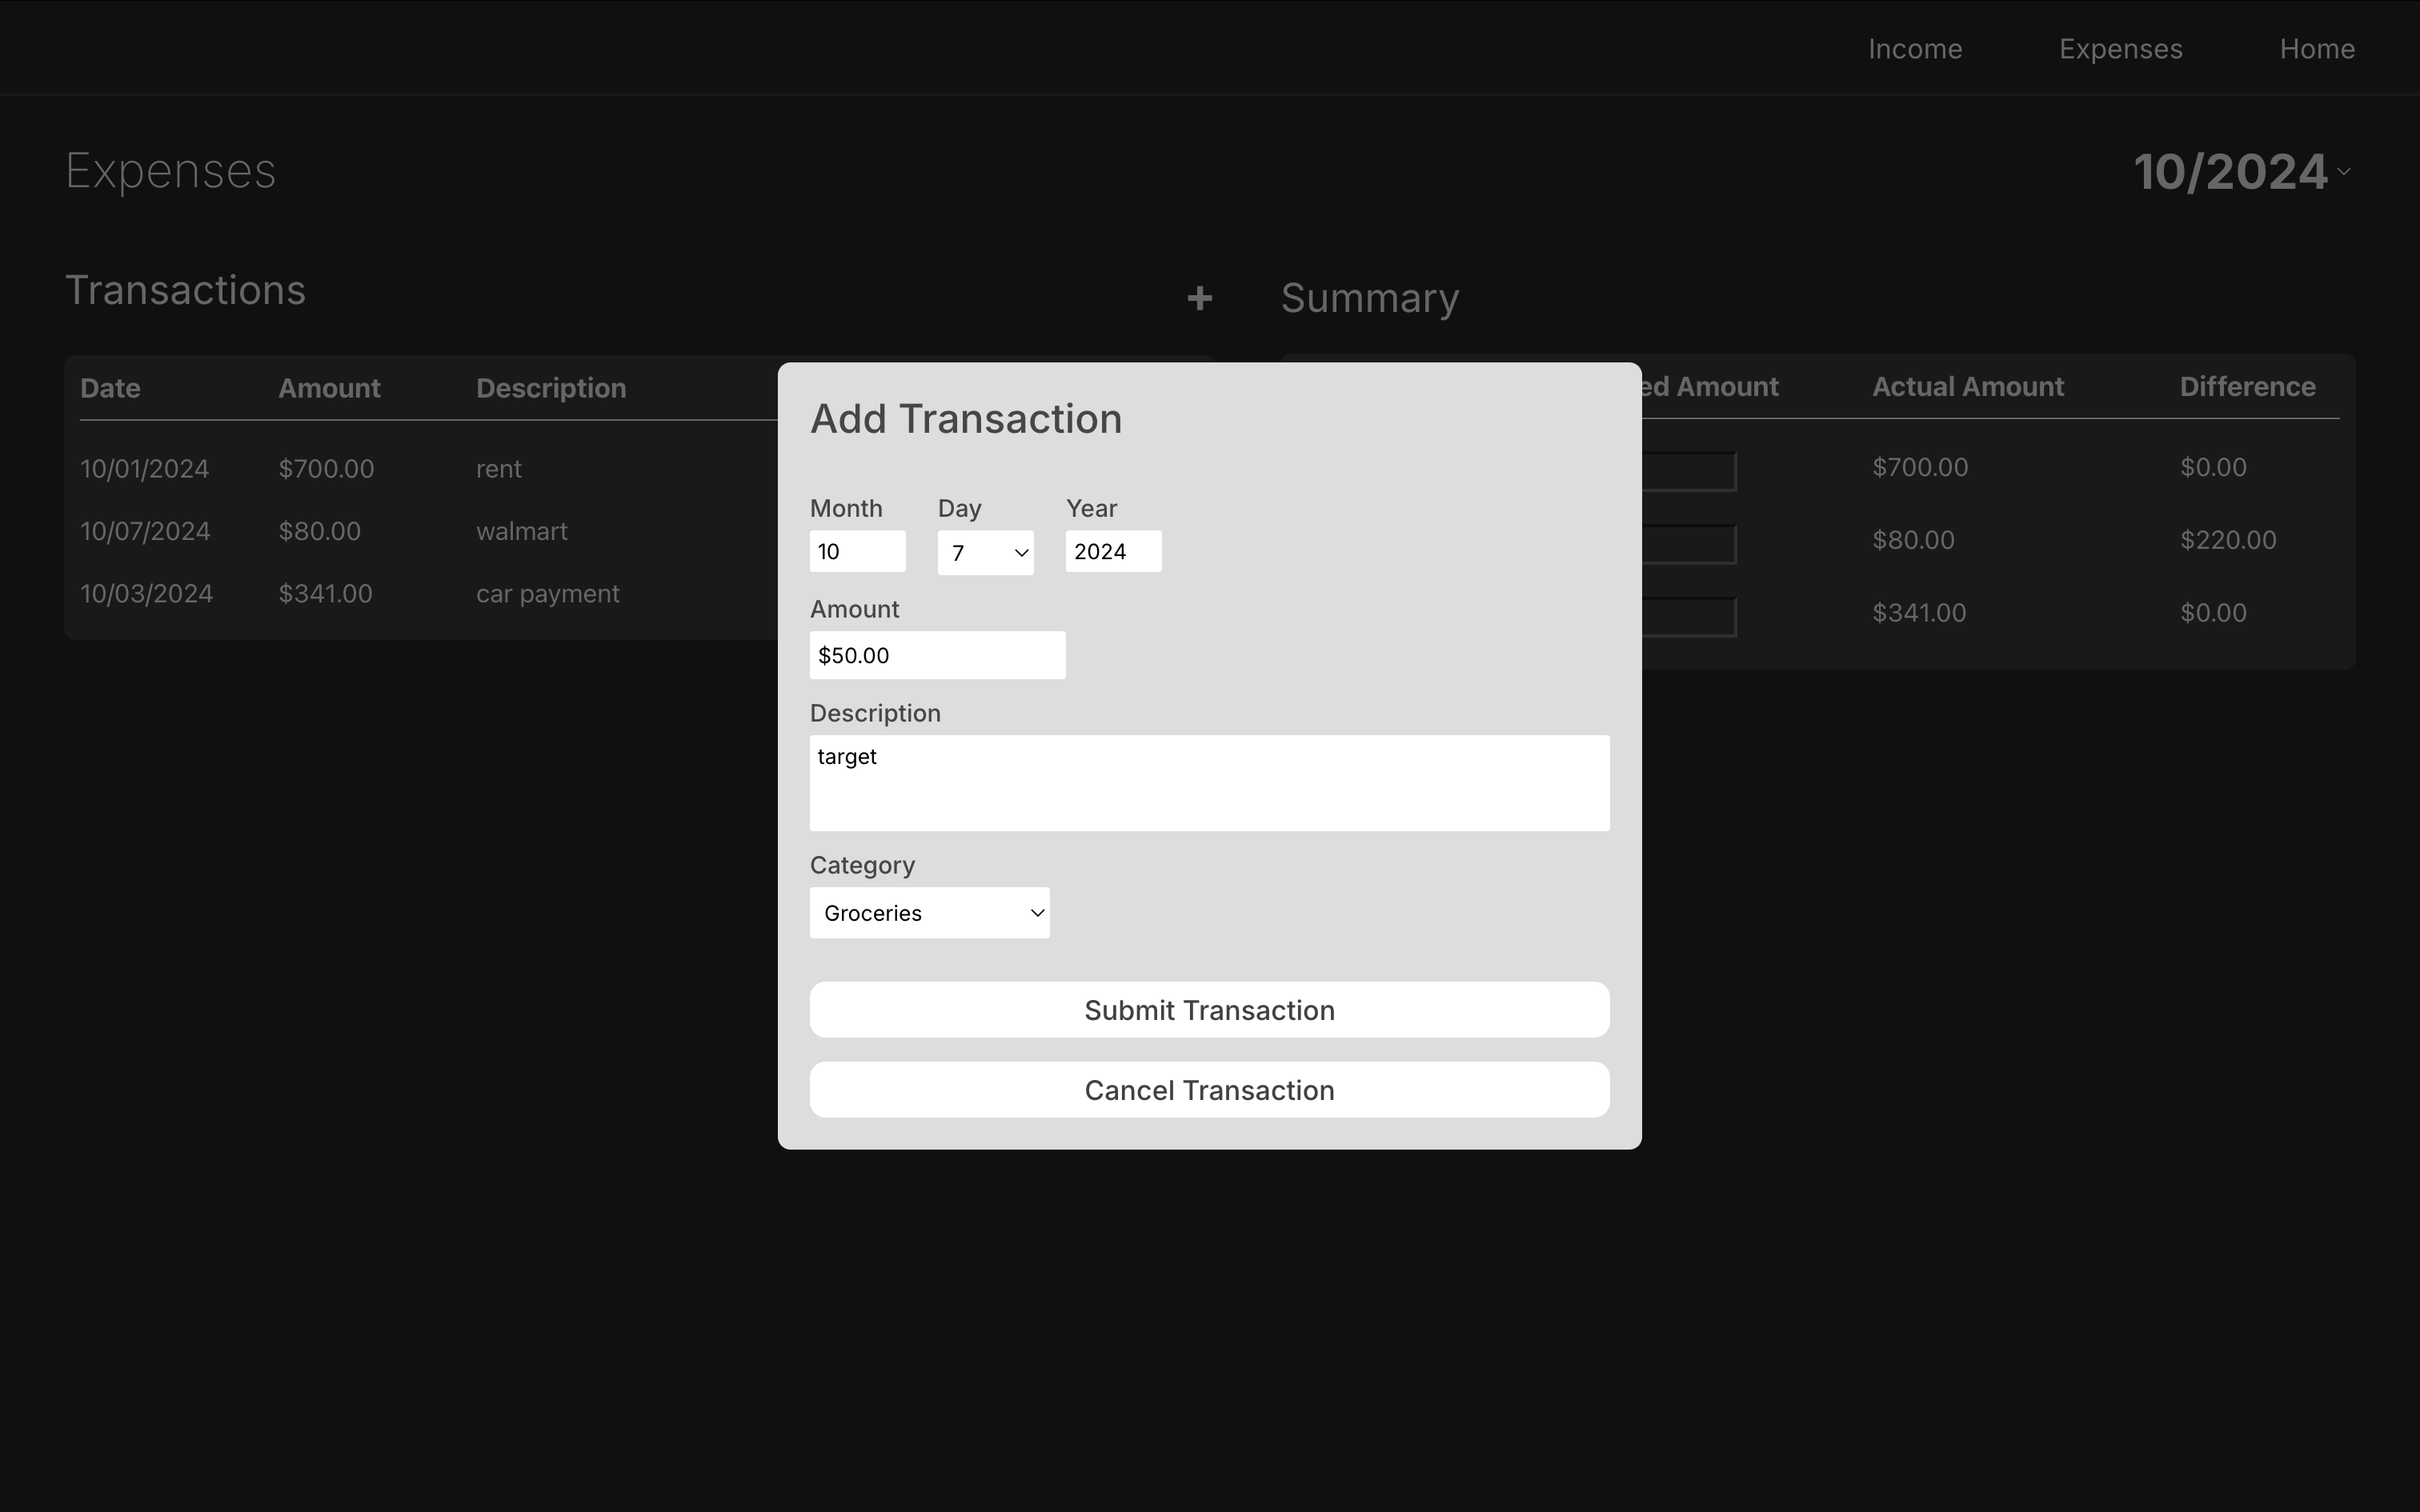 Income Expenses Home
Expenses
10/2024
Transactions
+
Summary
Date Amount Description
10/01/2024 $700.00 rent
10/07/2024 $80.00 walmart
10/03/2024 $341.00 car payment
Add Transaction
Month Day Year
10 7 2024
Amount
$50.00
Description
target
Category
Groceries
Submit Transaction
Cancel Transaction
Amount Actual Amount Difference
$700.00 $0.00
$80.00 $220.00
$341.00 $0.00